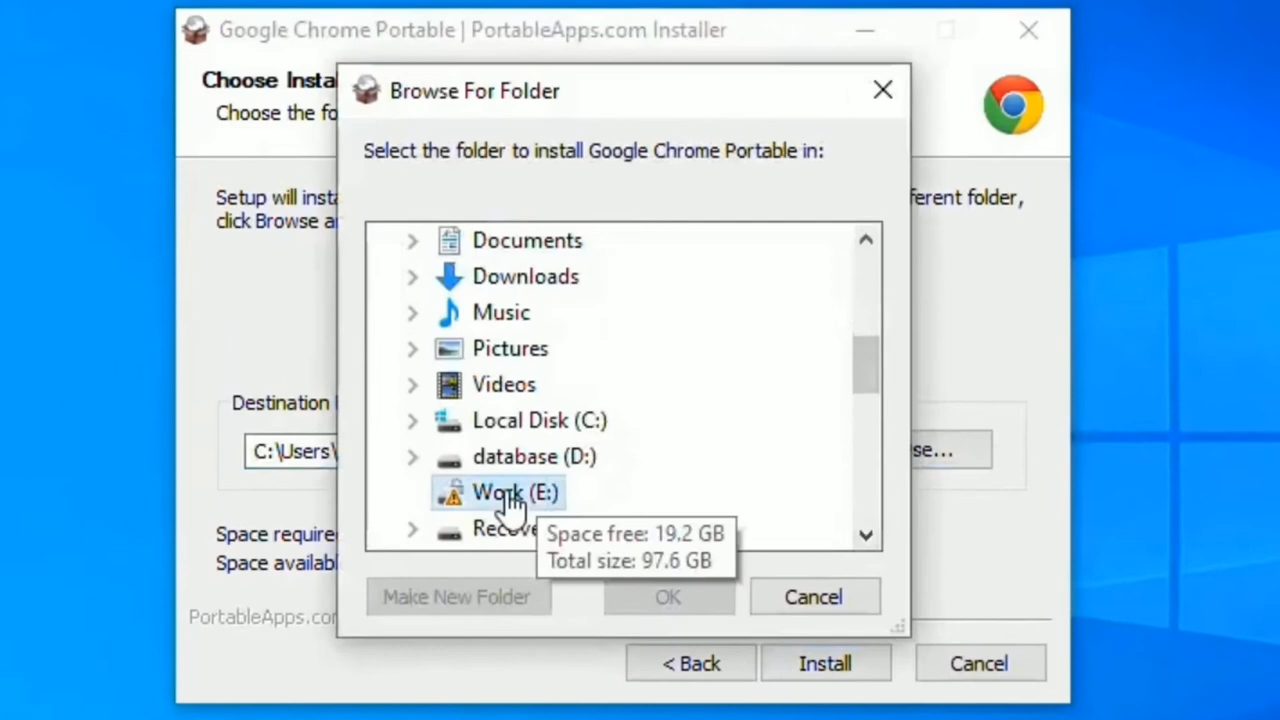 Google Chrome Portable | PortableApps.com Installer
Choose Insta
Choose the fo
Browse For Folder
Select the folder to install Google Chrome Portable in:
Setup will insta
ferent folder,
click Browse a
Documents
Downloads
Music
Pictures
Videos
Local Disk (C:)
database (D:)
Work (E:)
Recove
Space free: 19.2 GB
Total size: 97.6 GB
Destination
C:\Users\
se...
Space require
Space availab
Make New Folder
OK
Cancel
PortableApps.co
< Back
Install
Cancel